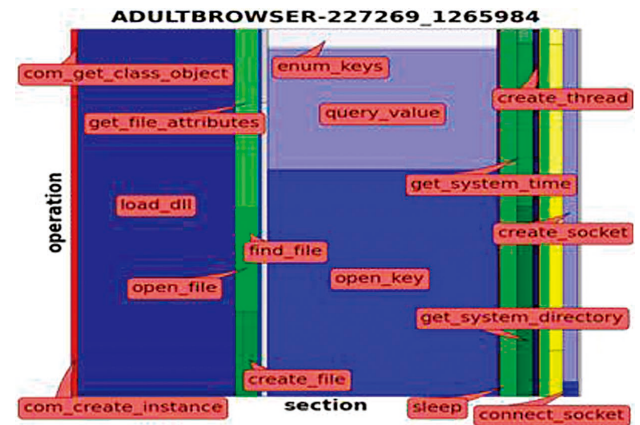 ADULTBROWSER-227269_1265984
com_get_class_object
enum_keys
create_thread
get_file_attributes
query_value
get_system_time
load_dll
create_socket
operation
find_file
open_file
open_key
get_system_directory
create_file
com_create_instance
section
sleep
connect_socket